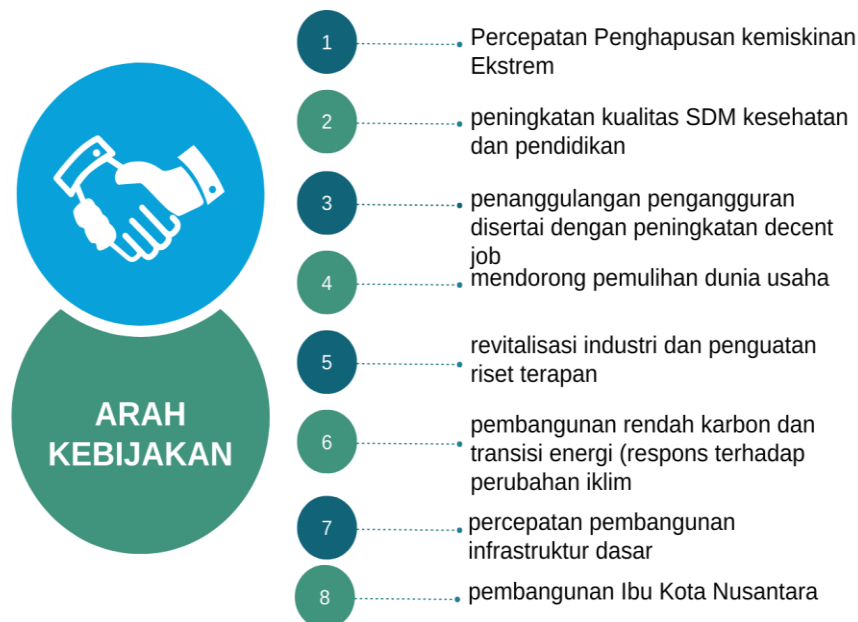 ARAH
KEBIJAKAN
1
Percepatan Penghapusan kemiskinan
Ekstrem
2
peningkatan kualitas SDM kesehatan
dan pendidikan
3
penanggulangan pengangguran
disertai dengan peningkatan decent
job
4
mendorong pemulihan dunia usaha
5
revitalisasi industri dan penguatan
riset terapan
6
pembangunan rendah karbon dan
transisi energi (respons terhadap
perubahan iklim
7
percepatan pembangunan
infrastruktur dasar
8
pembangunan Ibu Kota Nusantara